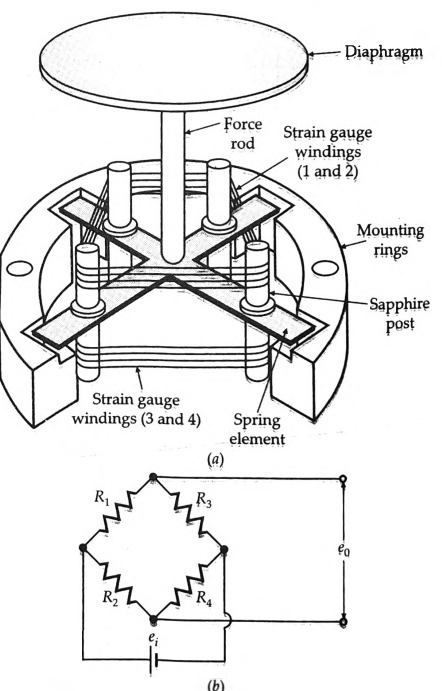 Diaphragm
Force
rod
Strain gauge
windings
(1 and 2)
Mounting
rings
Sapphire
post
Strain gauge
windings (3 and 4)
Spring
element
(a)
R1
R3
e0
R2
R4
ei
(b)